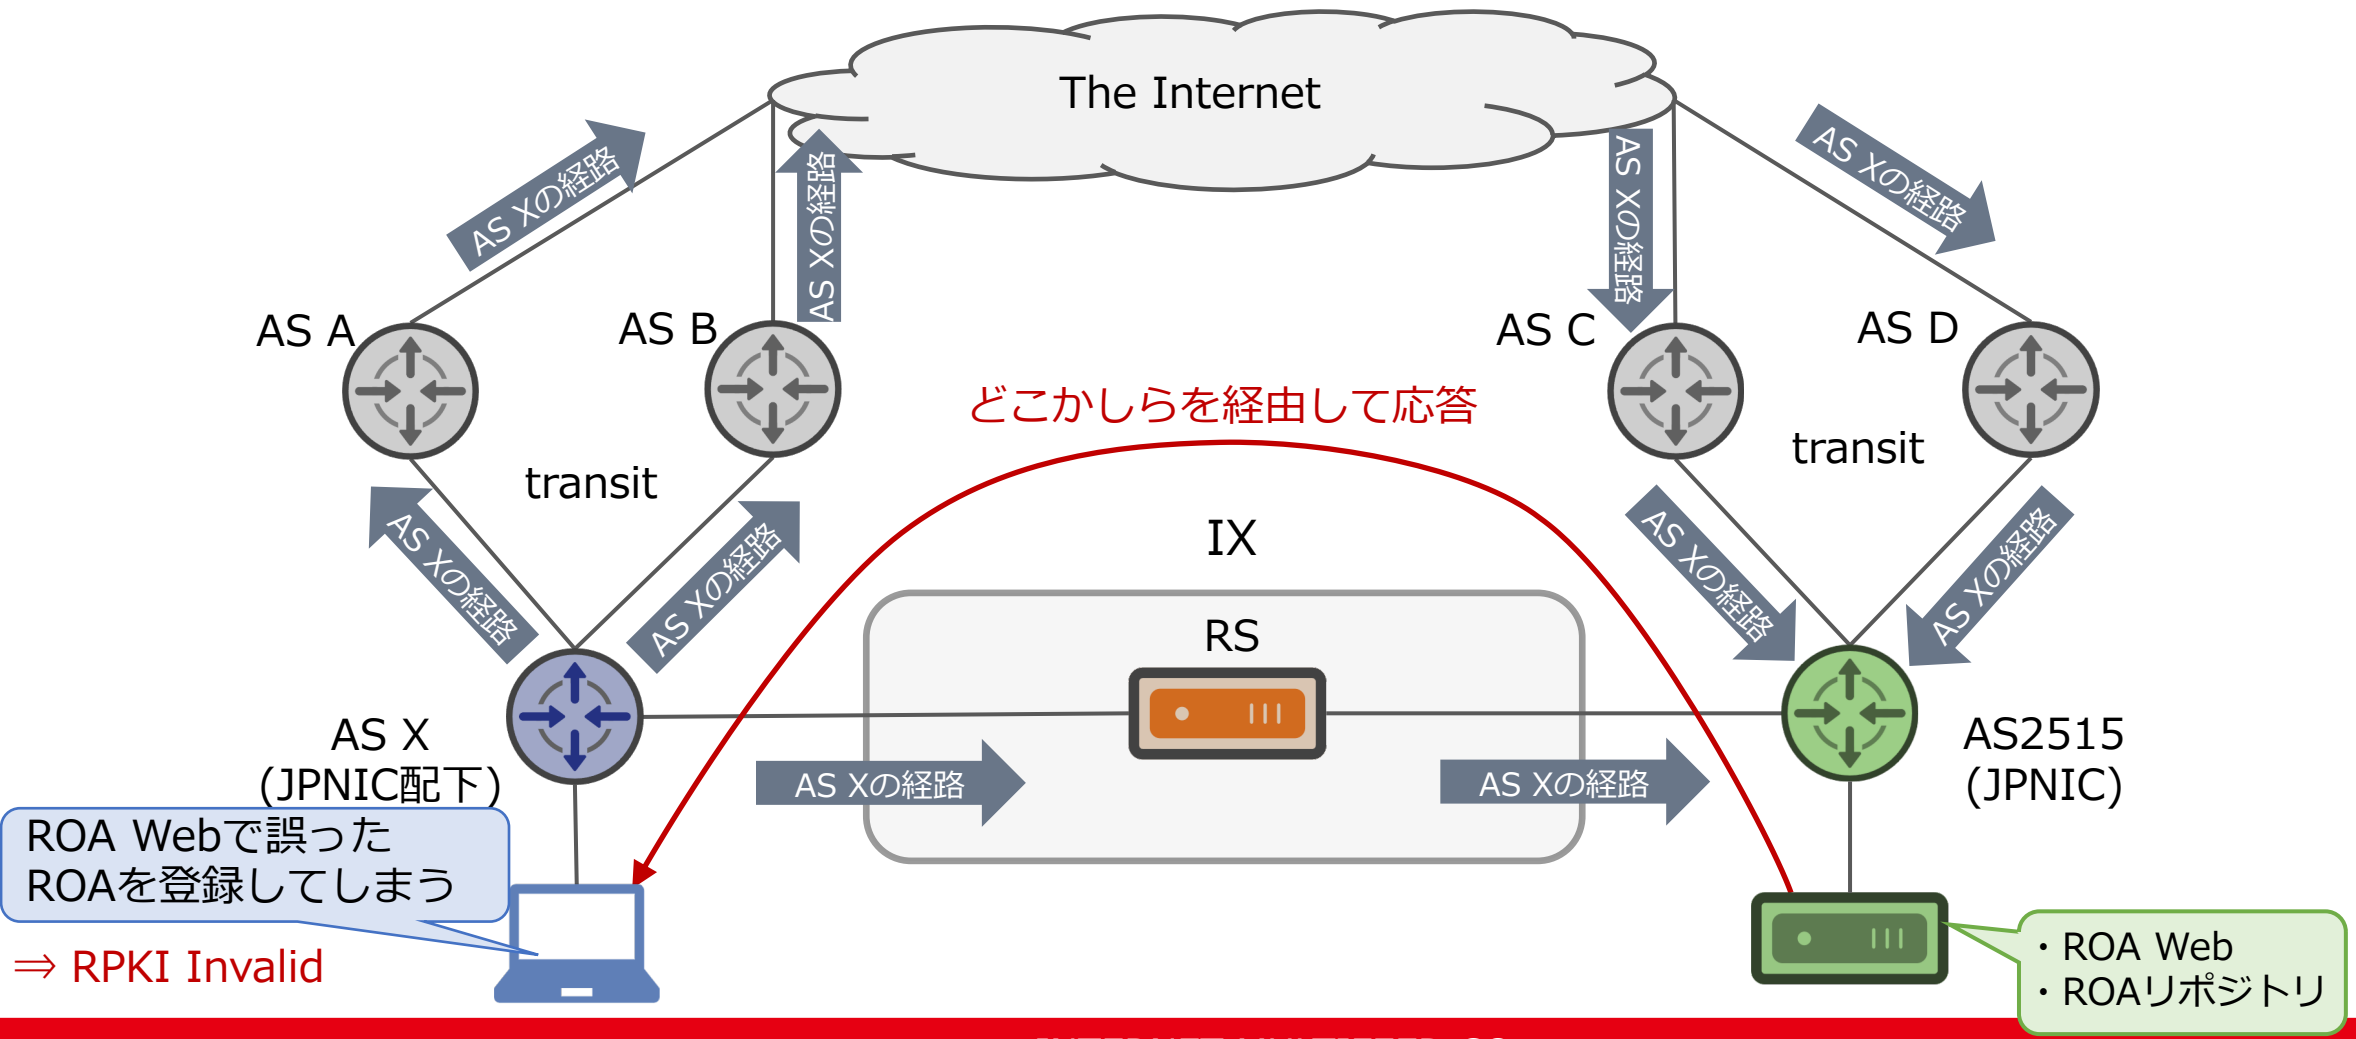 The Internet
AS Xの経路
AS Xの経路
AS Xの経路
AS Xの経路
AS A
AS B
AS C
AS D
どこかしらを経由して応答
transit
transit
AS Xの経路
AS Xの経路
AS Xの経路
AS Xの経路
IX
RS
AS X
(JPNIC配下)
AS2515
(JPNIC)
AS Xの経路
AS Xの経路
ROA Webで誤った
ROAを登録してしまう
⇒ RPKI Invalid
・ROA Web
・ROAリポジトリ